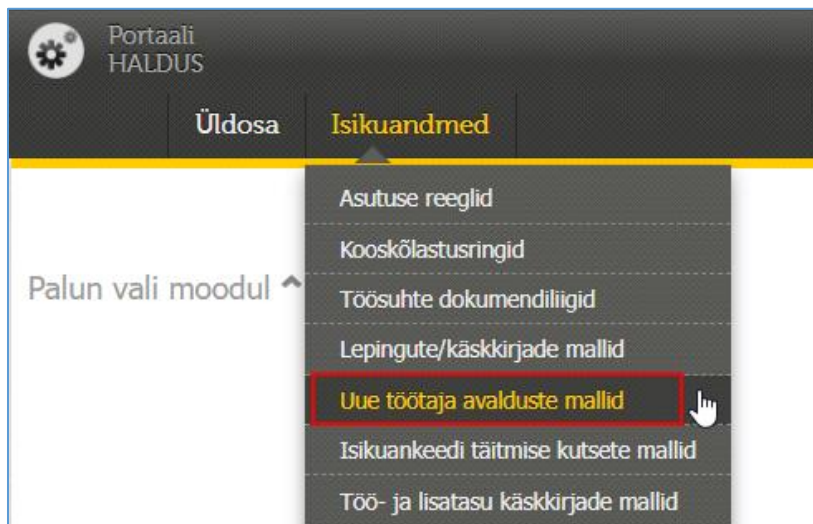 Portaali
HALDUS
Üldosa
Isikuandmed
Palun vali moodul
Asutuse reeglid
Kooskõlastusringid
Töösuhte dokumendiliigid
Lepingute/käskkirjade mallid
Uue töötaja avalduste mallid
Isikuankeedi täitmise kutsete mallid
Töö- ja lisatasu käskkirjade mallid